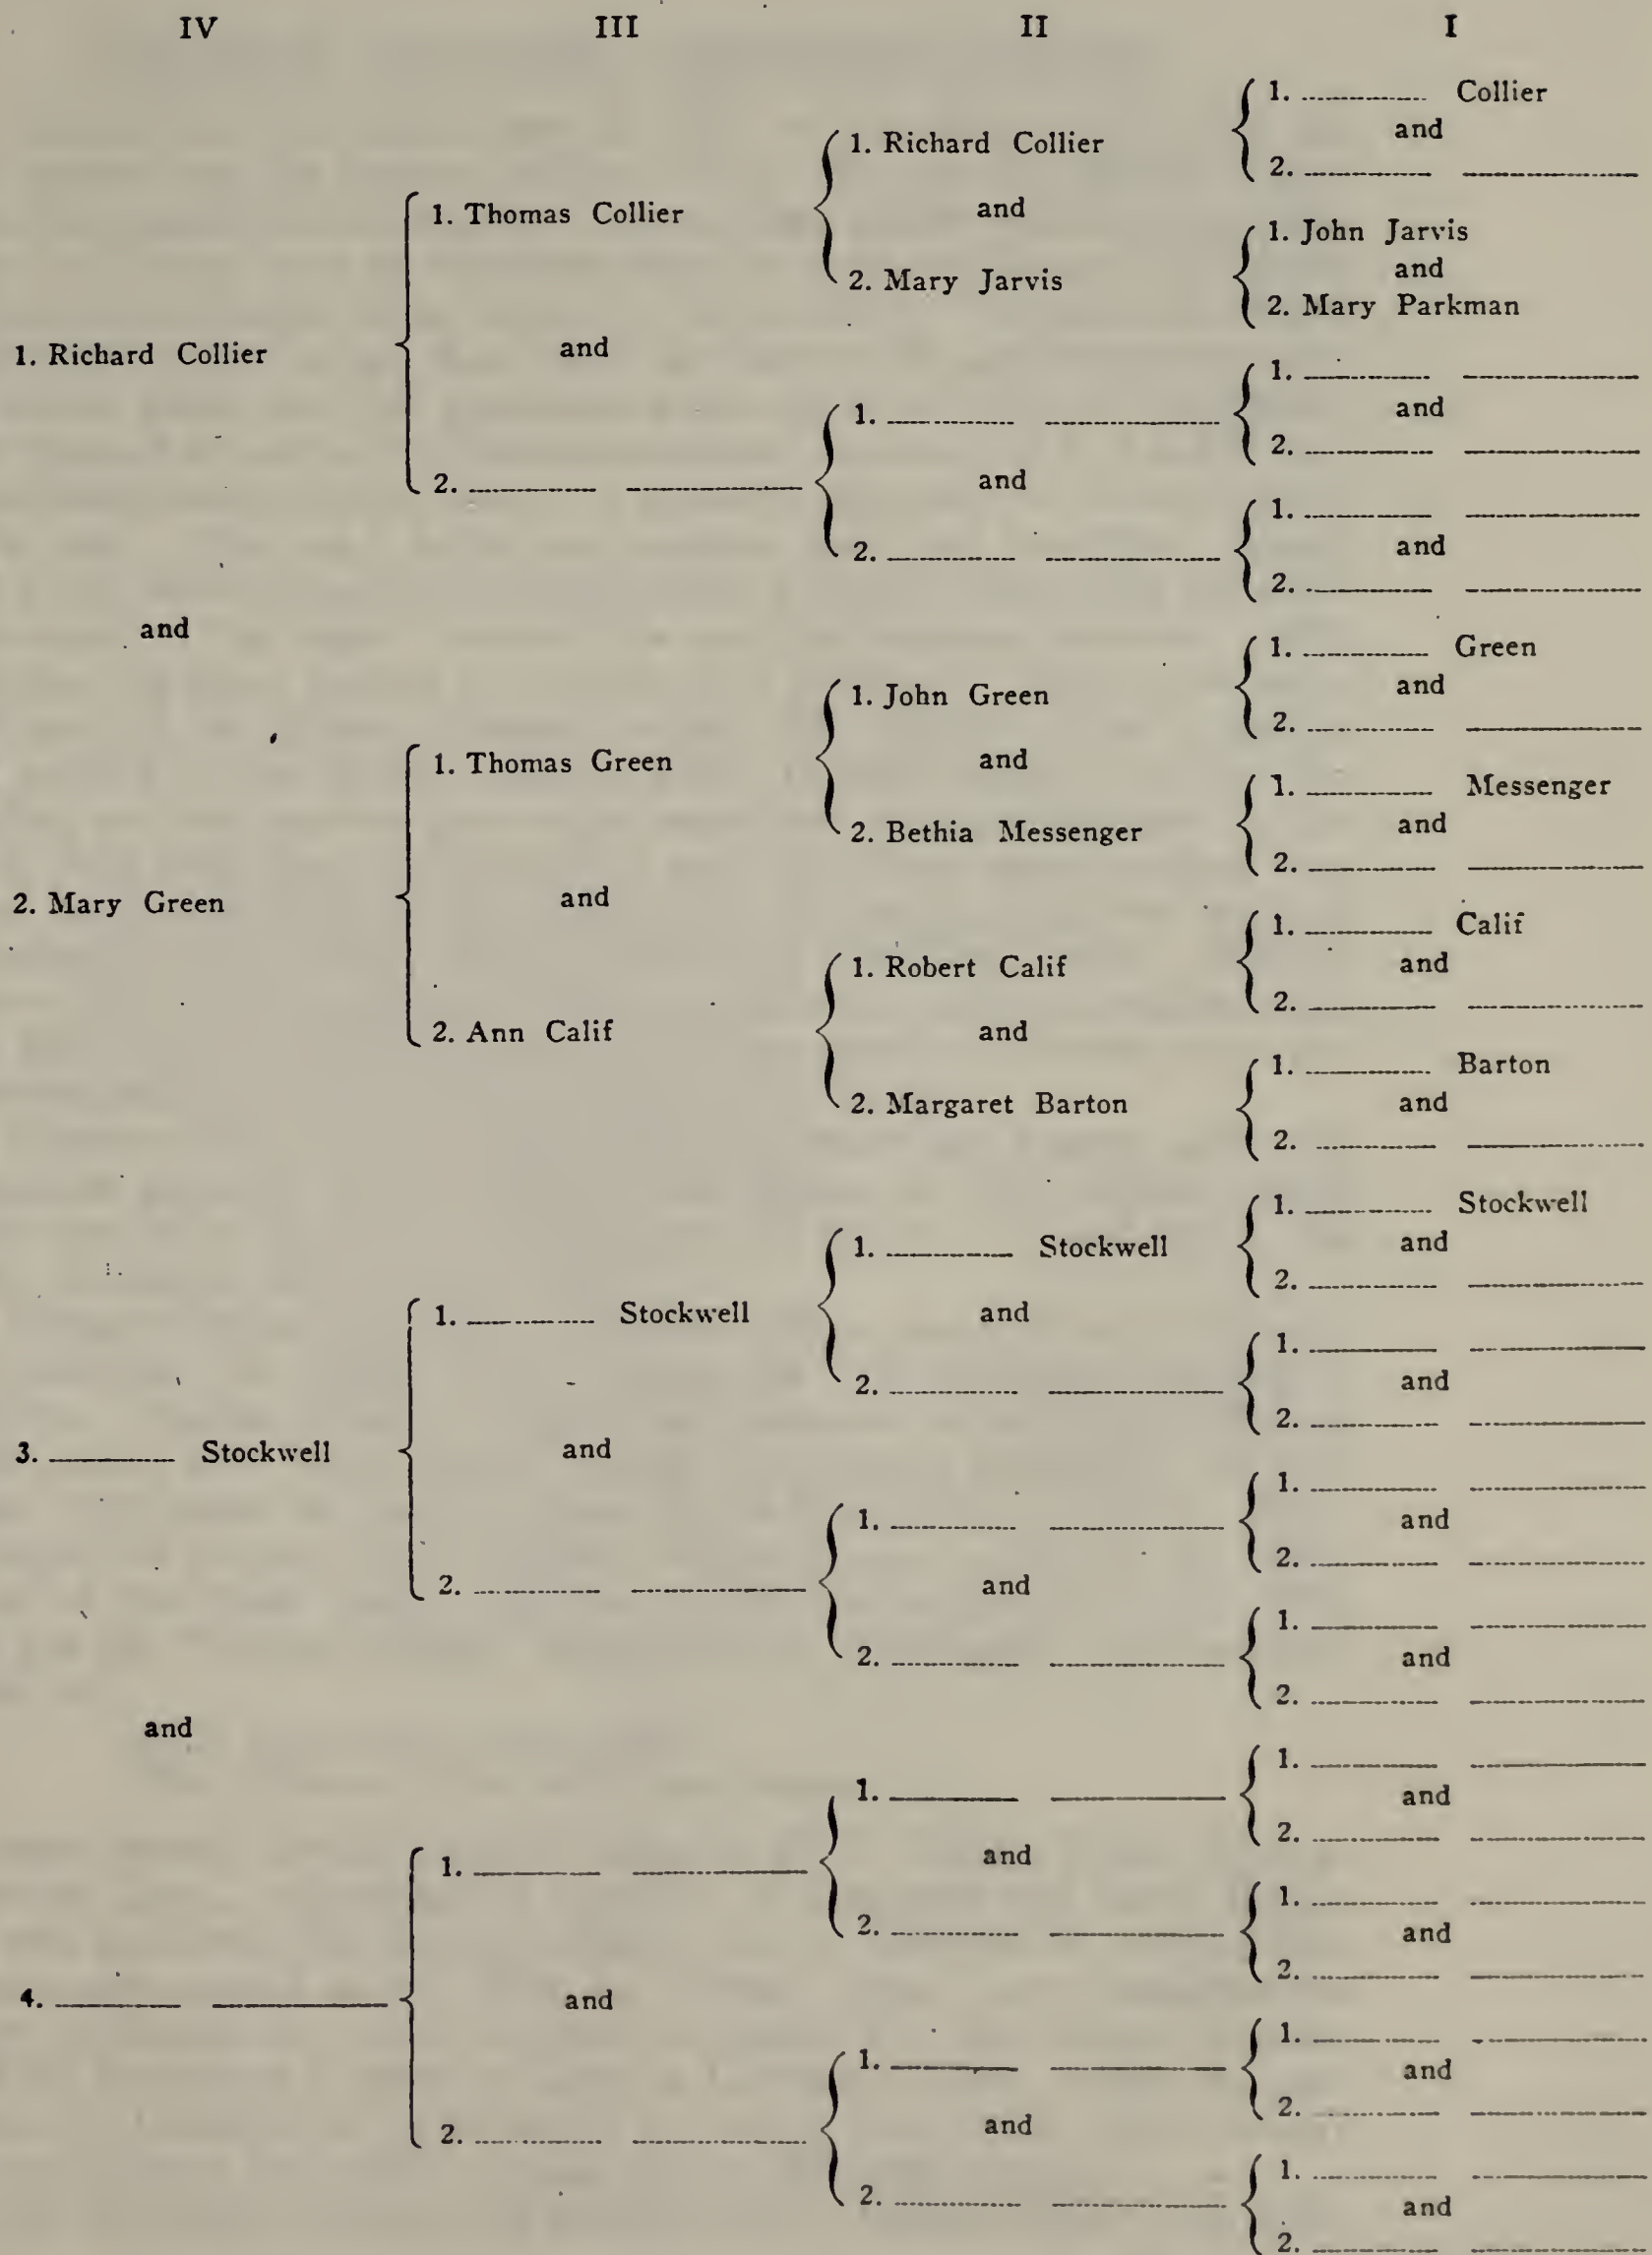 IV III II I
1. Collier
and
1. Richard Collier
2.
1. Thomas Collier
and
1. John Jarvis
and
2. Mary Jarvis
2. Mary Parkman
1. Richard Collier
and
1.
1.
and
2.
2.
and
1.
and
2.
2.
and
1. Green
1. John Green
and
2.
1. Thomas Green
and
1. Messenger
2. Bethia Messenger
and
2.
2. Mary Green
and
1. Calif
1. Robert Calif
and
2.
2. Ann Calif
and
1. Barton
2. Margaret Barton
and
2.
1. Stockwell
1. Stockwell
and
2.
1. Stockwell
and
1.
2.
and
2.
3. Stockwell
and
1.
1.
and
2.
2.
and
1.
2.
and
2.
and
1.
1.
and
2.
1.
and
1.
2.
and
2.
4.
and
1.
1.
and
2.
2.
and
1.
2.
and
2.